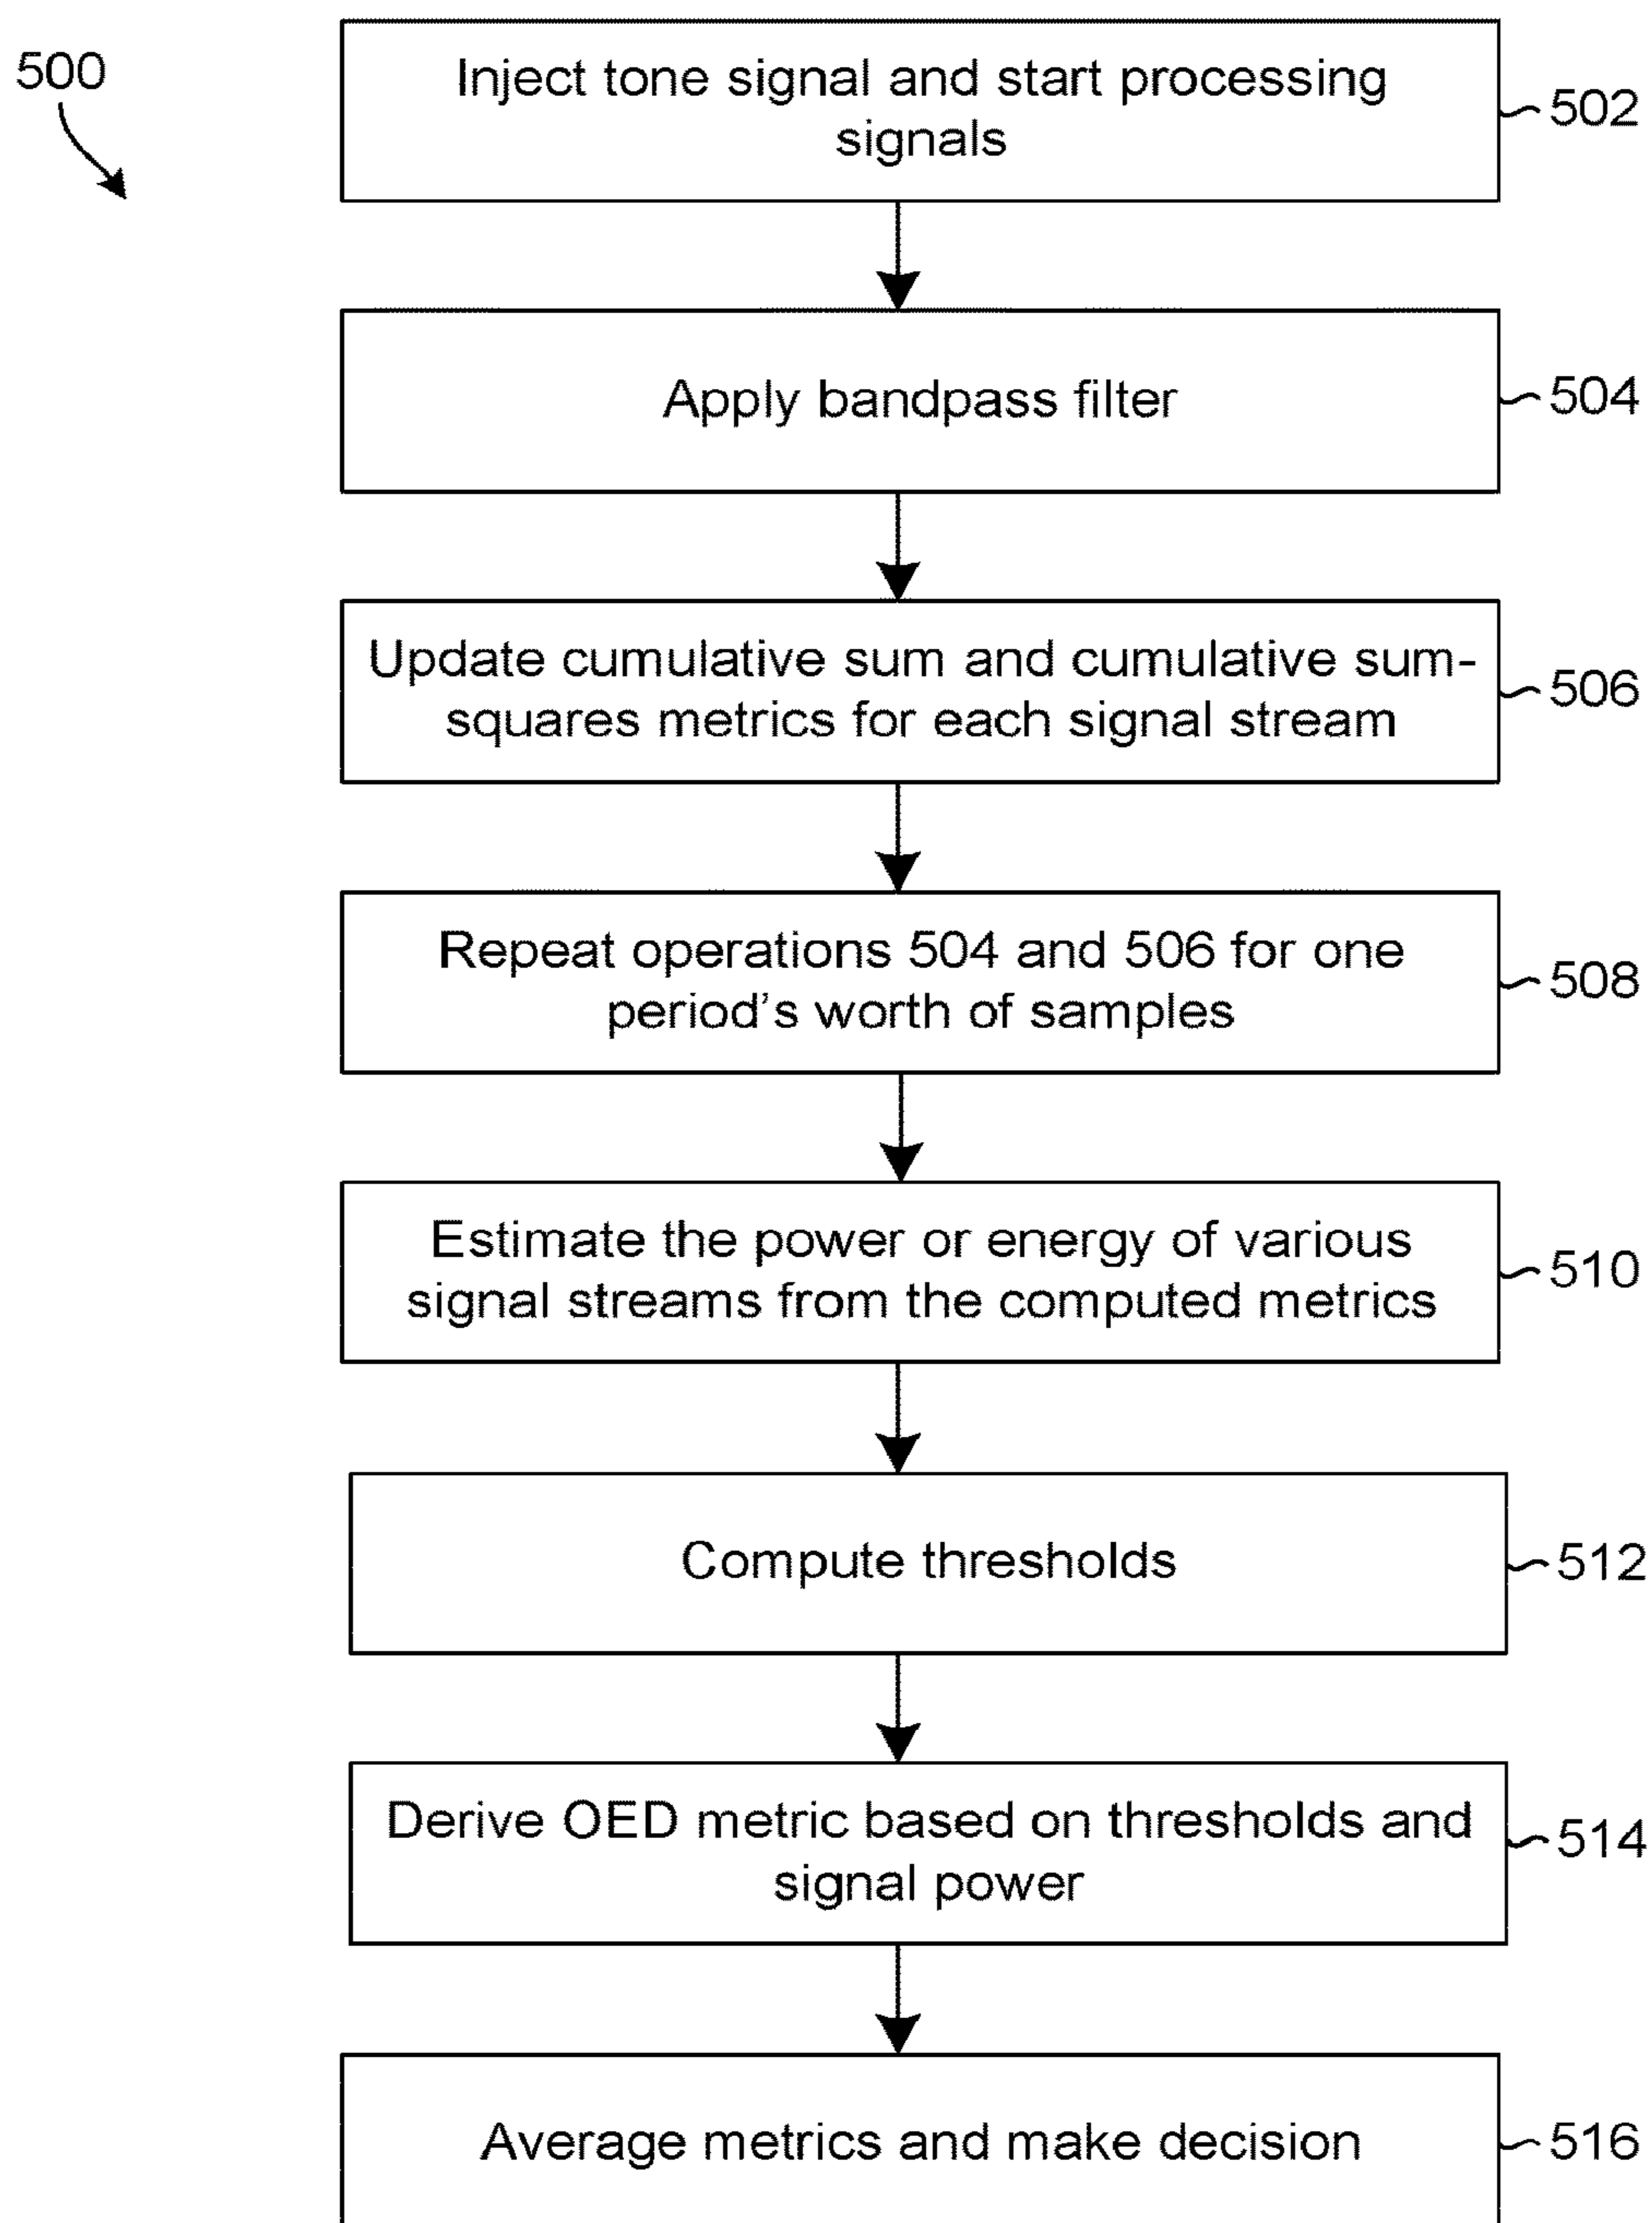 500
Inject tone signal and start processing
signals
502
Apply bandpass filter
504
Update cumulative sum and cumulative sum-
squares metrics for each signal stream
506
Repeat operations 504 and 506 for one
period's worth of samples
508
Estimate the power or energy of various
signal streams from the computed metrics
510
Compute thresholds
512
Derive OED metric based on thresholds and
signal power
514
Average metrics and make decision
516